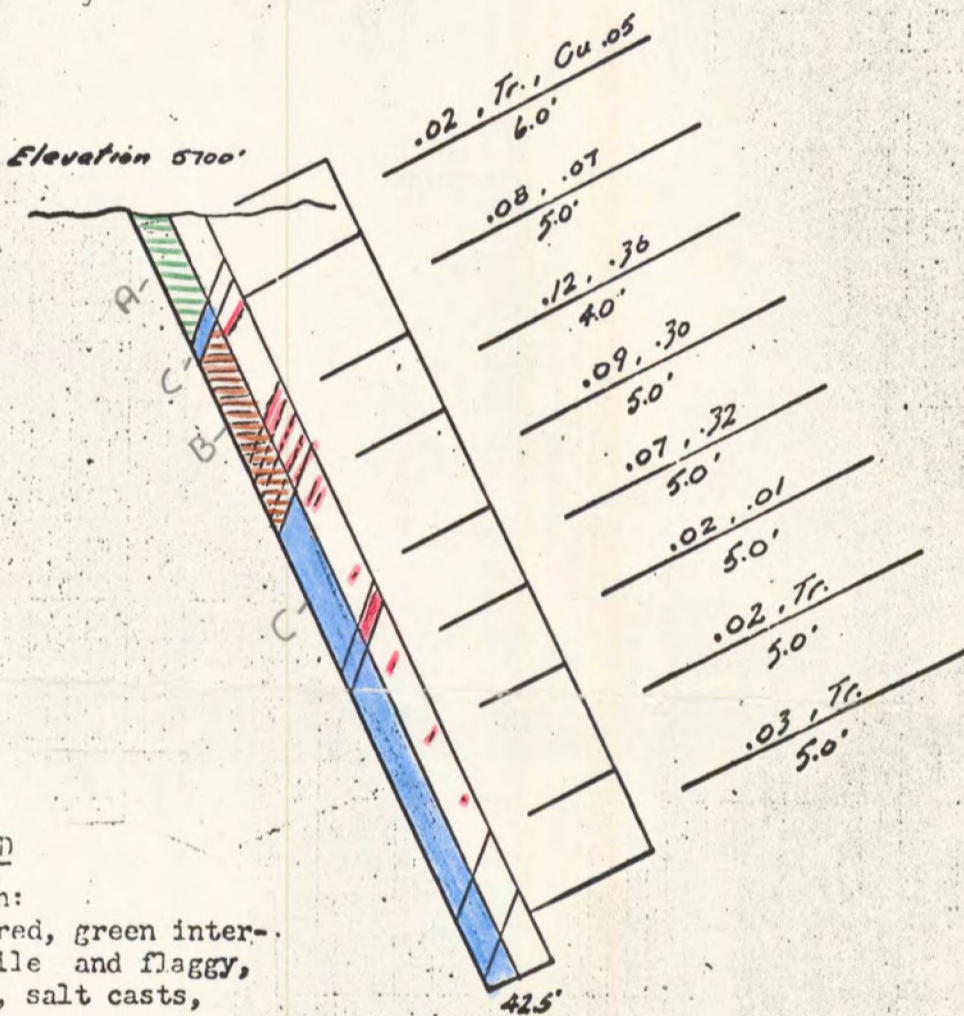 .02 , Tr., Cu .05
6.0'
Elevation 5700'
.08 , .07
5.0'
.12 , .36
4.0'
A
.09 , .30
5.0'
C
.07 , .32
5.0'
B
.02 , .01
5.0'
C
.02 , Tr.
5.0'
.03 , Tr.
5.0'
red, green inter-
and flaggy,
salt casts,
42.5'